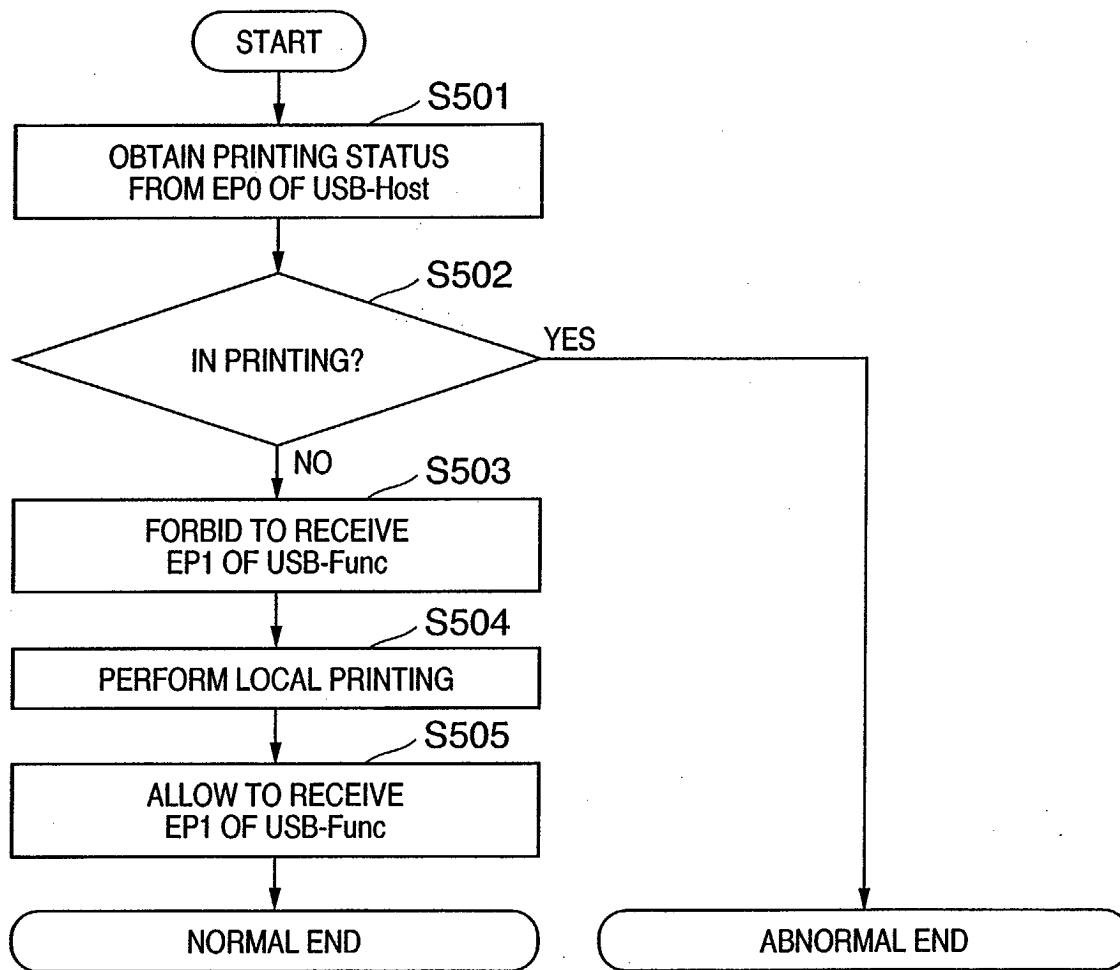 START
S501
OBTAIN PRINTING STATUS
FROM EP0 OF USB-Host
S502
IN PRINTING?
YES
NO
S503
FORBID TO RECEIVE
EP1 OF USB-Func
S504
PERFORM LOCAL PRINTING
S505
ALLOW TO RECEIVE
EP1 OF USB-Func
NORMAL END
ABNORMAL END